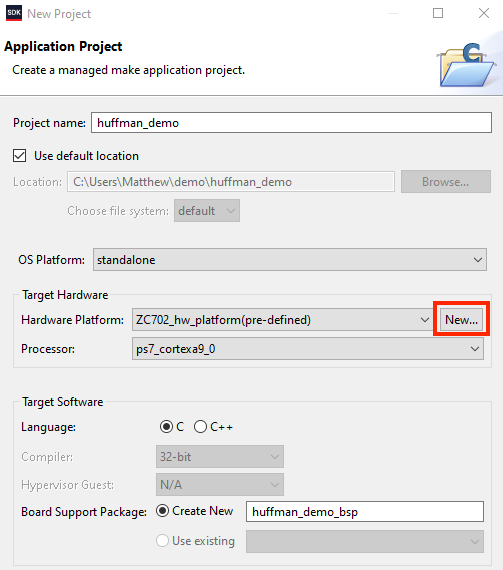 SDK New Project
Application Project
Create a managed make application project.
C
Project name: huffman_demo
Use default location
Location: C:\Users\Matthew\demo\huffman_demo Browse...
Choose file system: default
OS Platform: standalone
Target Hardware
Hardware Platform: ZC702_hw_platform(pre-defined) New...
Processor: ps7_cortexa9_0
Target Software
Language: C C++
Compiler: 32-bit
Hypervisor Guest: N/A
Board Support Package: Create New huffman_demo_bsp
Use existing